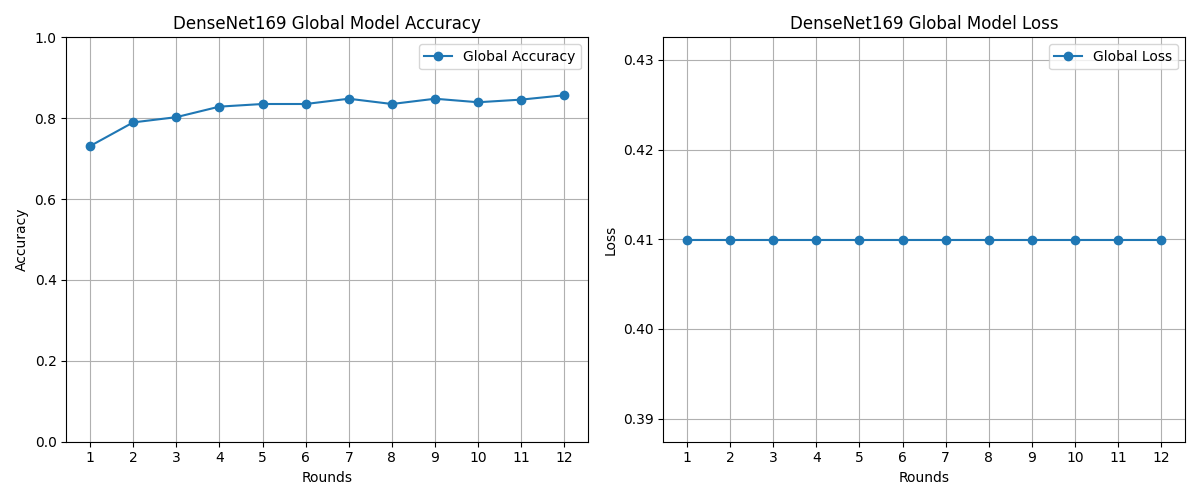 DenseNet169 Global Model Accuracy
Global Accuracy
1.0
0.8
0.6
0.4
0.2
0.0
Accuracy
1 2 3 4 5 6 7 8 9 10 11 12
Rounds
DenseNet169 Global Model Loss
Global Loss
0.43
0.42
0.41
0.40
0.39
Loss
1 2 3 4 5 6 7 8 9 10 11 12
Rounds